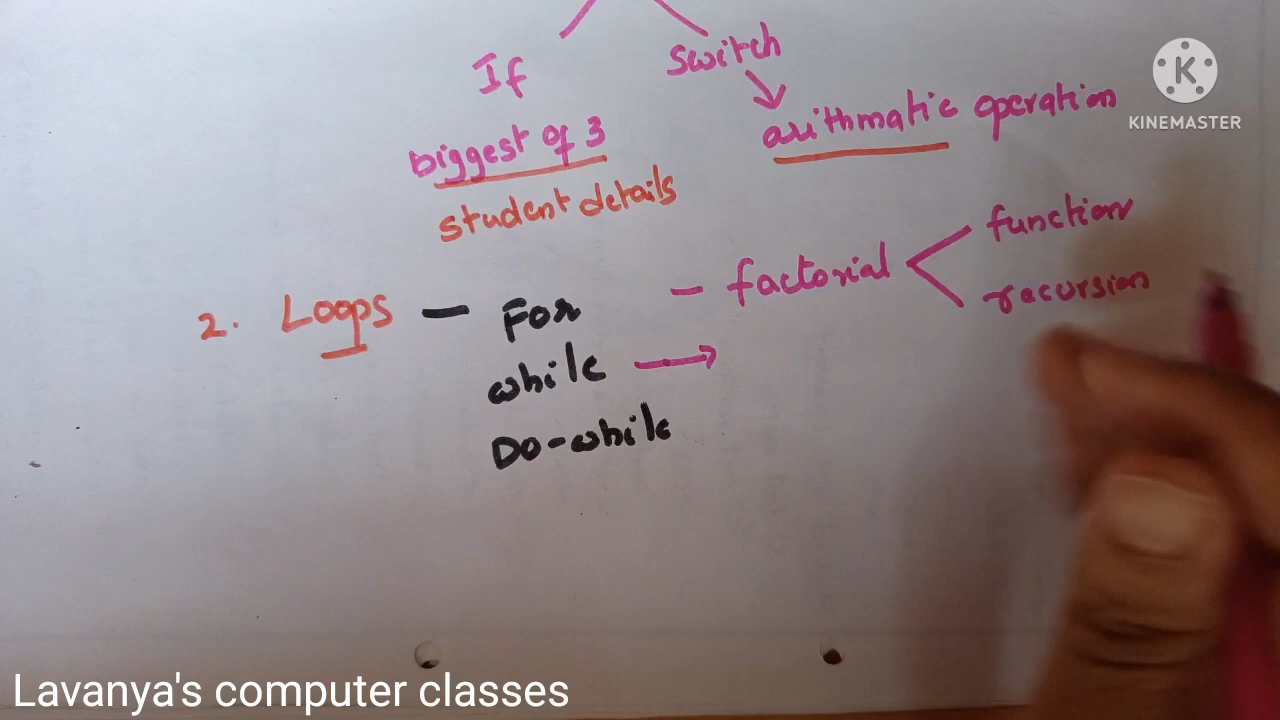 If
Switch
biggest of 3
arithmatic operation
student details
2. Loops - For
- factorial
function
recursion
while →
Do-while
KINEMASTER
Lavanya's computer classes